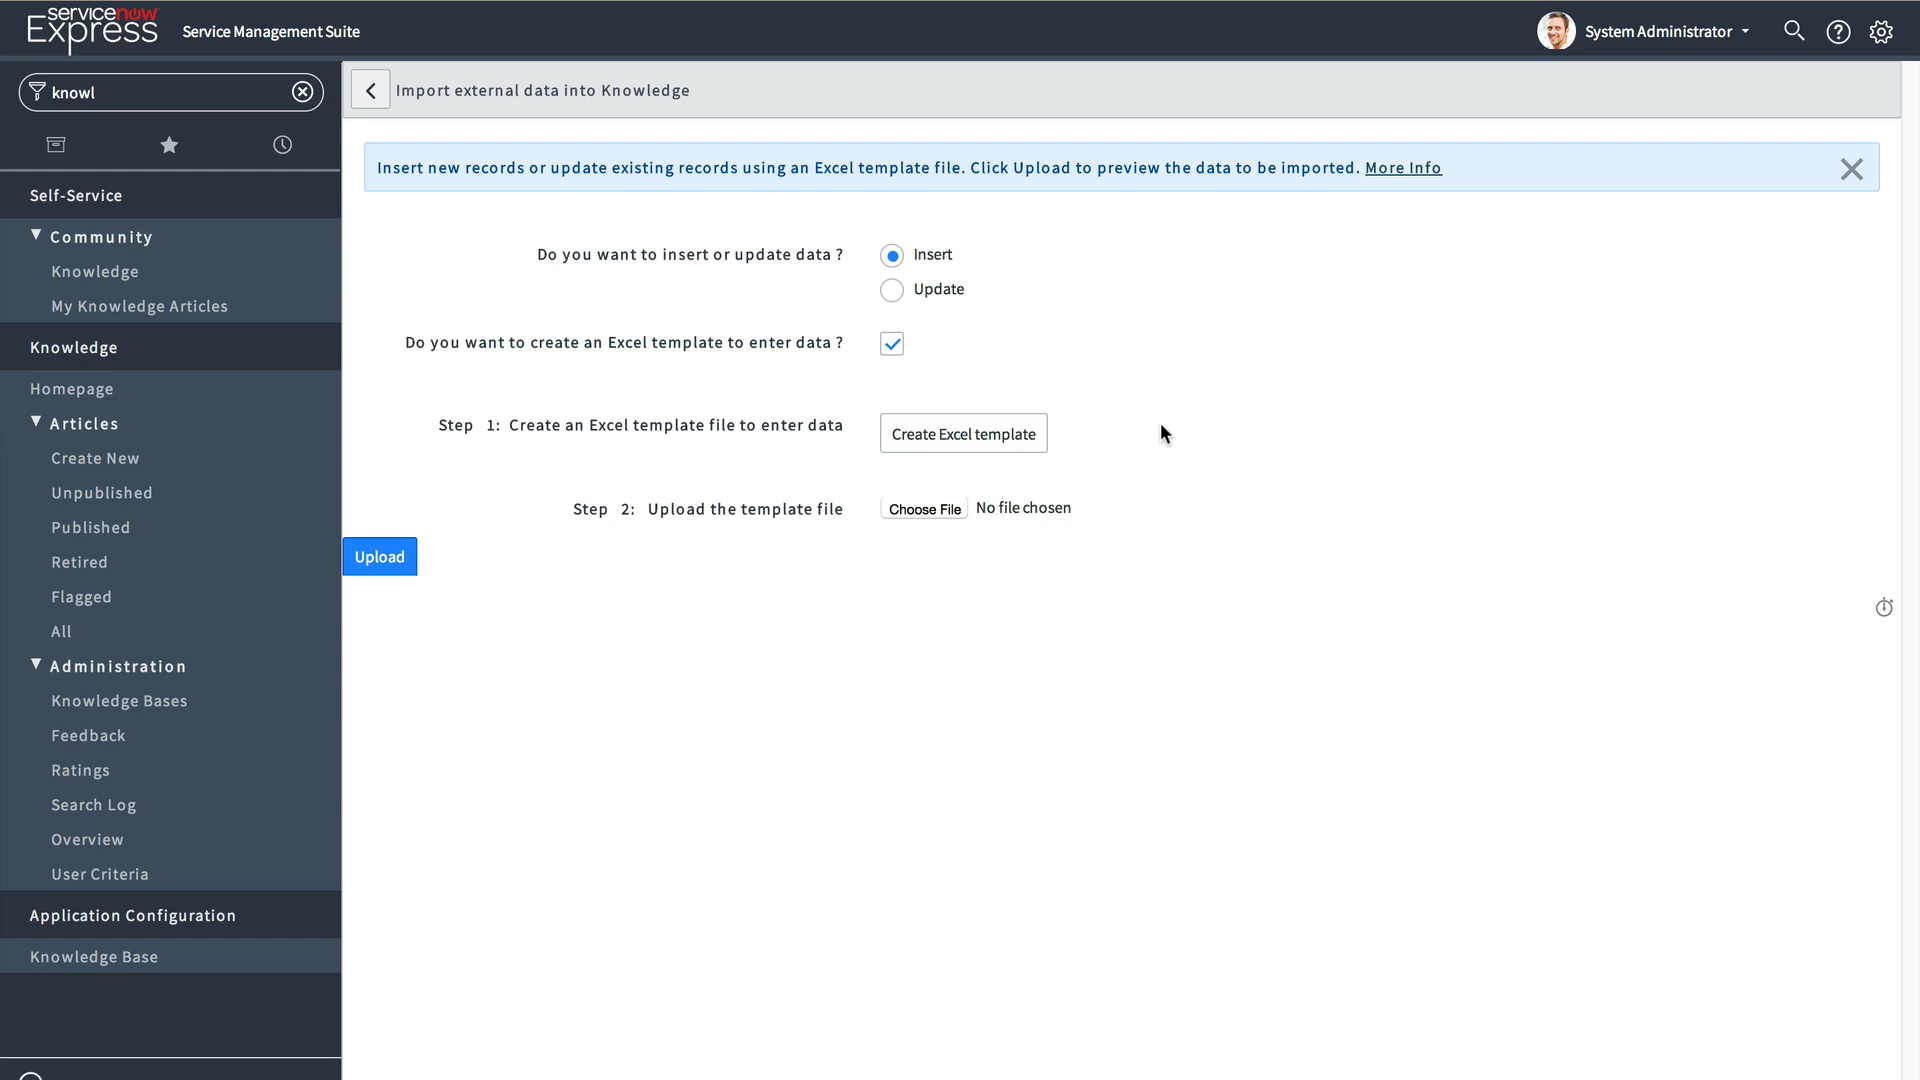 servicenow
Express
Service Management Suite
System Administrator
knowl
Import external data into Knowledge
Self-Service
Community
Knowledge
My Knowledge Articles
Knowledge
Homepage
Articles
Create New
Unpublished
Published
Retired
Flagged
All
Administration
Knowledge Bases
Feedback
Ratings
Search Log
Overview
User Criteria
Application Configuration
Knowledge Base
Insert new records or update existing records using an Excel template file. Click Upload to preview the data to be imported. More Info
Do you want to insert or update data ?
Insert
Update
Do you want to create an Excel template to enter data ?
Step 1: Create an Excel template file to enter data
Create Excel template
Step 2: Upload the template file
Choose File No file chosen
Upload